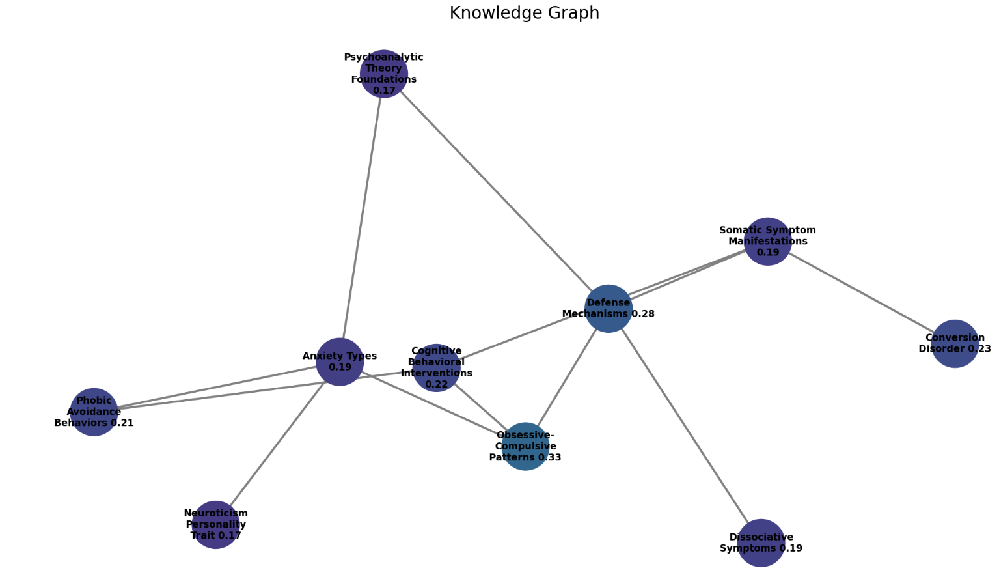 Knowledge Graph
Psychoanalytic
Theory
Foundations
0.17
Somatic Symptom
Manifestations
0.19
Defense
Mechanisms 0.28
Conversion
Disorder 0.23
Anxiety Types
0.19
Cognitive
Behavioral
Interventions
0.22
Phobic
Avoidance
Behaviors 0.21
Obsessive-
Compulsive
Patterns 0.33
Neuroticism
Personality
Trait 0.17
Dissociative
Symptoms 0.19